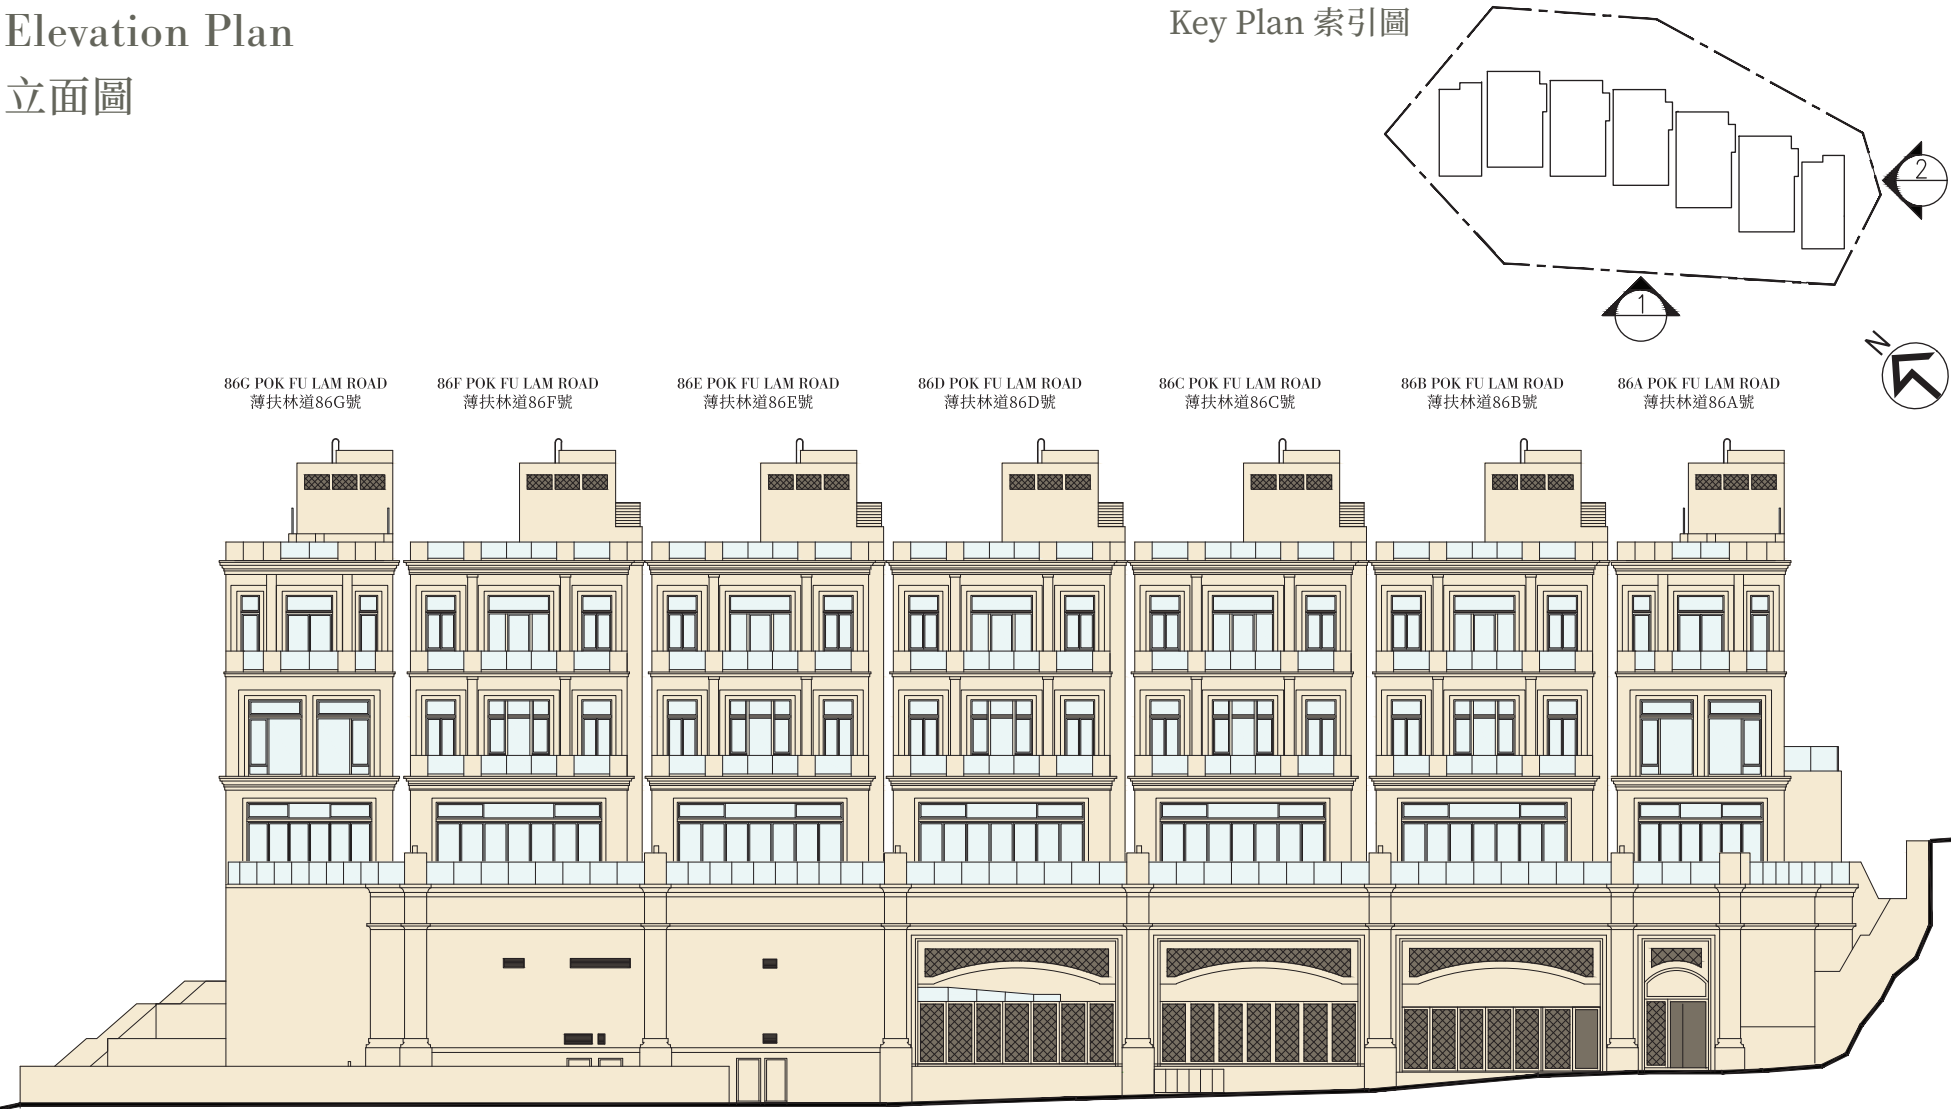 Elevation Plan
立面圖
Key Plan 索引圖
2
1
N
86G POK FU LAM ROAD
薄扶林道86G號
86F POK FU LAM ROAD
薄扶林道86F號
86E POK FU LAM ROAD
薄扶林道86E號
86D POK FU LAM ROAD
薄扶林道86D號
86C POK FU LAM ROAD
薄扶林道86C號
86B POK FU LAM ROAD
薄扶林道86B號
86A POK FU LAM ROAD
薄扶林道86A號